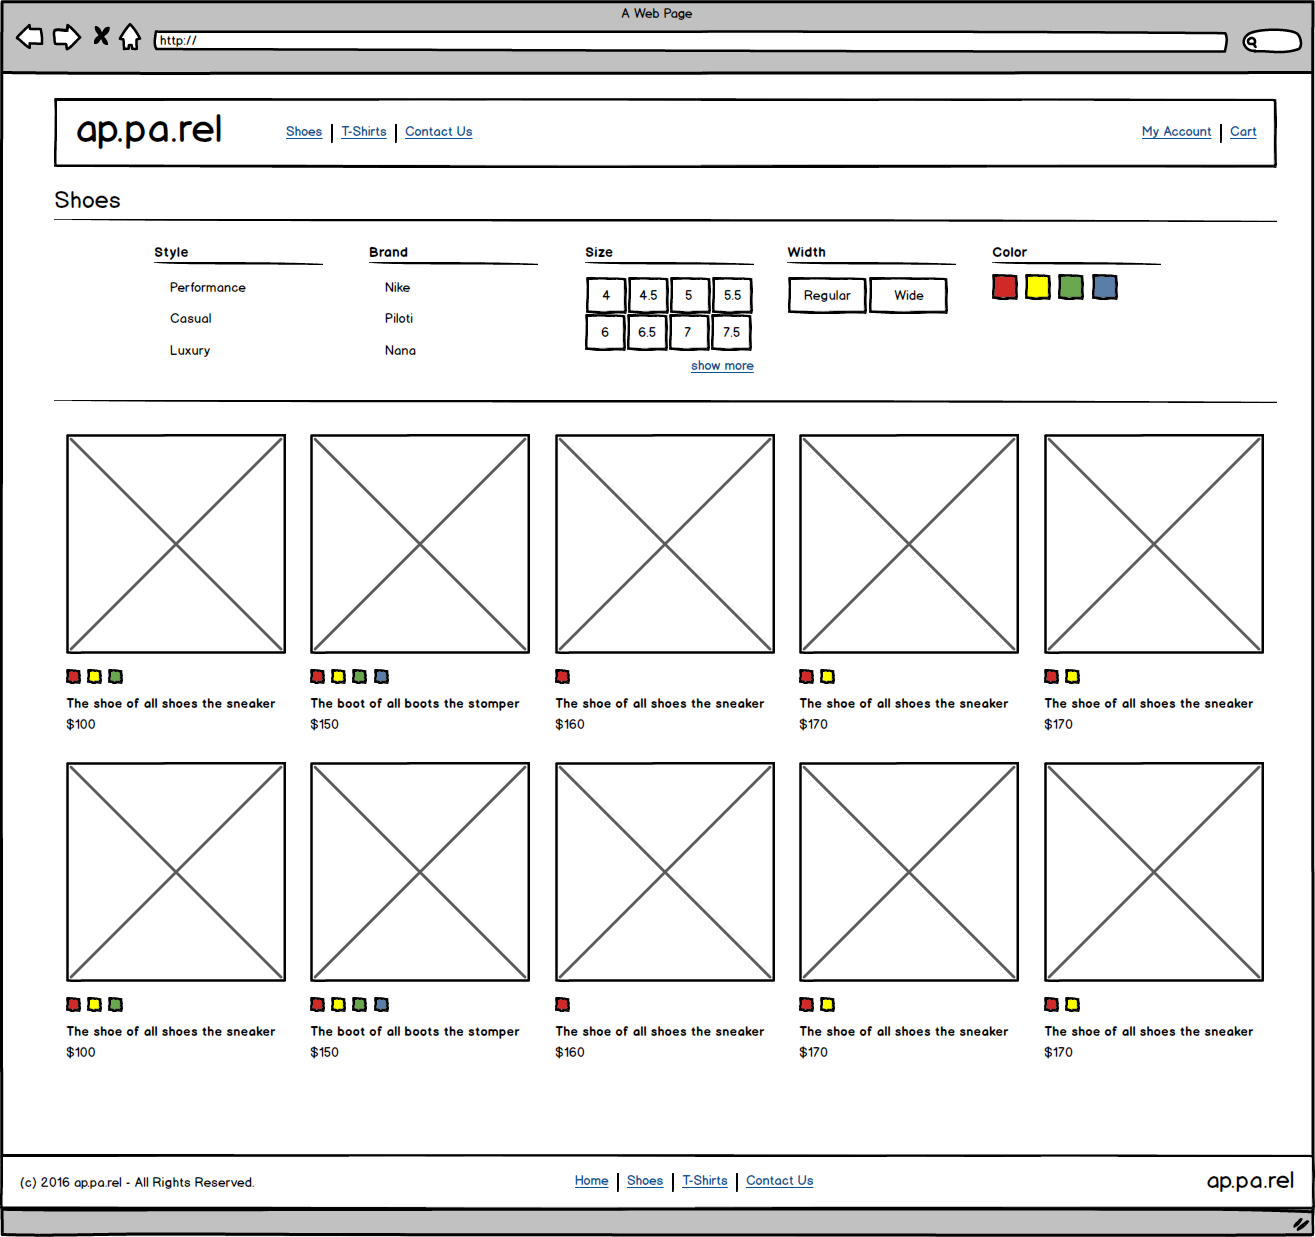 A Web Page
http://
ap.pa.rel
Shoes | T-Shirts | Contact Us
My Account | Cart
Shoes
Style
Performance
Casual
Luxury
Brand
Nike
Piloti
Nana
Size
4 4.5 5 5.5
6 6.5 7 7.5
show more
Width
Regular Wide
Color
The shoe of all shoes the sneaker
$100
The boot of all boots the stomper
$150
The shoe of all shoes the sneaker
$160
The shoe of all shoes the sneaker
$170
The shoe of all shoes the sneaker
$170
The shoe of all shoes the sneaker
$100
The boot of all boots the stomper
$150
The shoe of all shoes the sneaker
$160
The shoe of all shoes the sneaker
$170
The shoe of all shoes the sneaker
$170
(c) 2016 ap.pa.rel - All Rights Reserved.
Home | Shoes | T-Shirts | Contact Us
ap.pa.rel